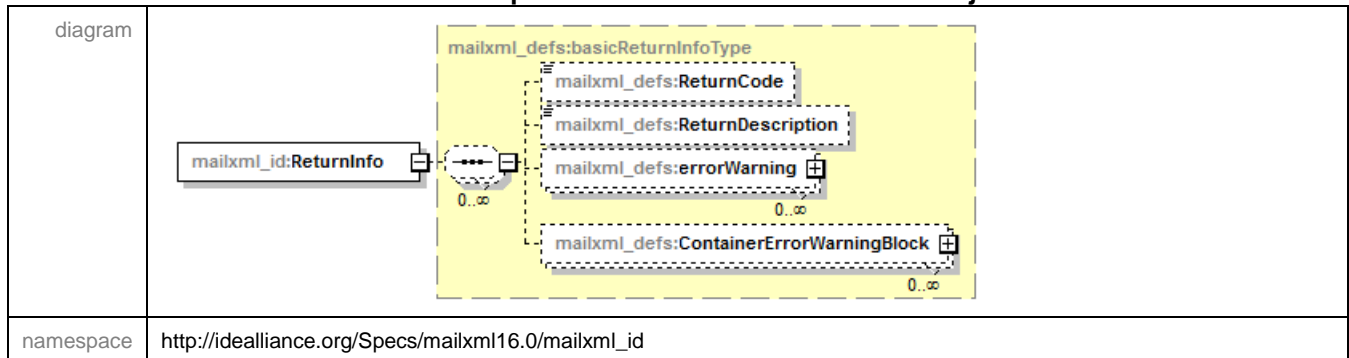 diagram
mailxml_defs:basicReturnInfoType
mailxml_defs:ReturnCode
mailxml_defs:ReturnDescription
mailxml_id:ReturnInfo
mailxml_defs:errorWarning
0..∞
0..∞
mailxml_defs:ContainerErrorWarningBlock
0..∞
namespace http://idealliance.org/Specs/mailxml16.0/mailxml_id